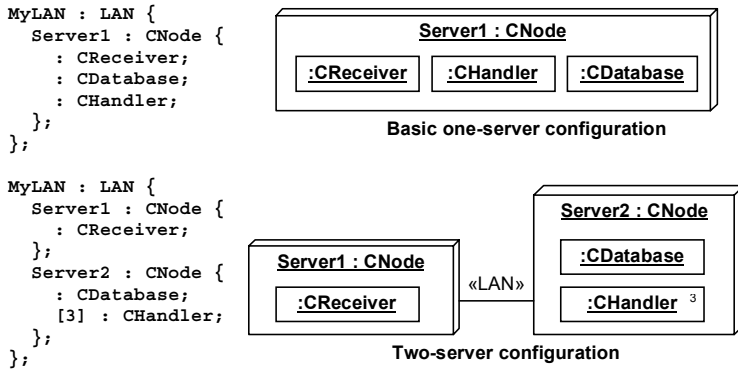 MyLAN : LAN {
Server1 : CNode {
: CReceiver;
: CDatabase;
: CHandler;
};
};
Server1 : CNode
:CReceiver :CHandler :CDatabase
Basic one-server configuration
MyLAN : LAN {
Server1 : CNode {
: CReceiver;
};
Server2 : CNode {
: CDatabase;
[3] : CHandler;
};
};
Server1 : CNode
:CReceiver
«LAN»
Server2 : CNode
:CDatabase
:CHandler 3
Two-server configuration